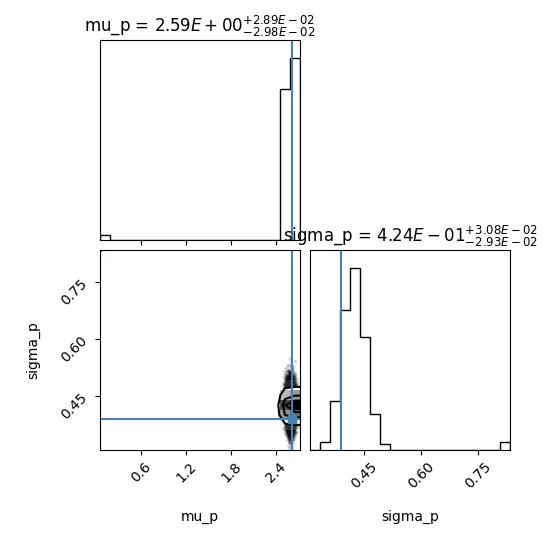 mu_p = 2.59E + 00+2.89E − 02 −2.98E − 02
sigma_p = 4.24E − 01+3.08E − 02 −2.93E − 02
0.75
0.60
0.45
sigma_p
0.6 1.2 1.8 2.4 0.45 0.60 0.75
mu_p sigma_p